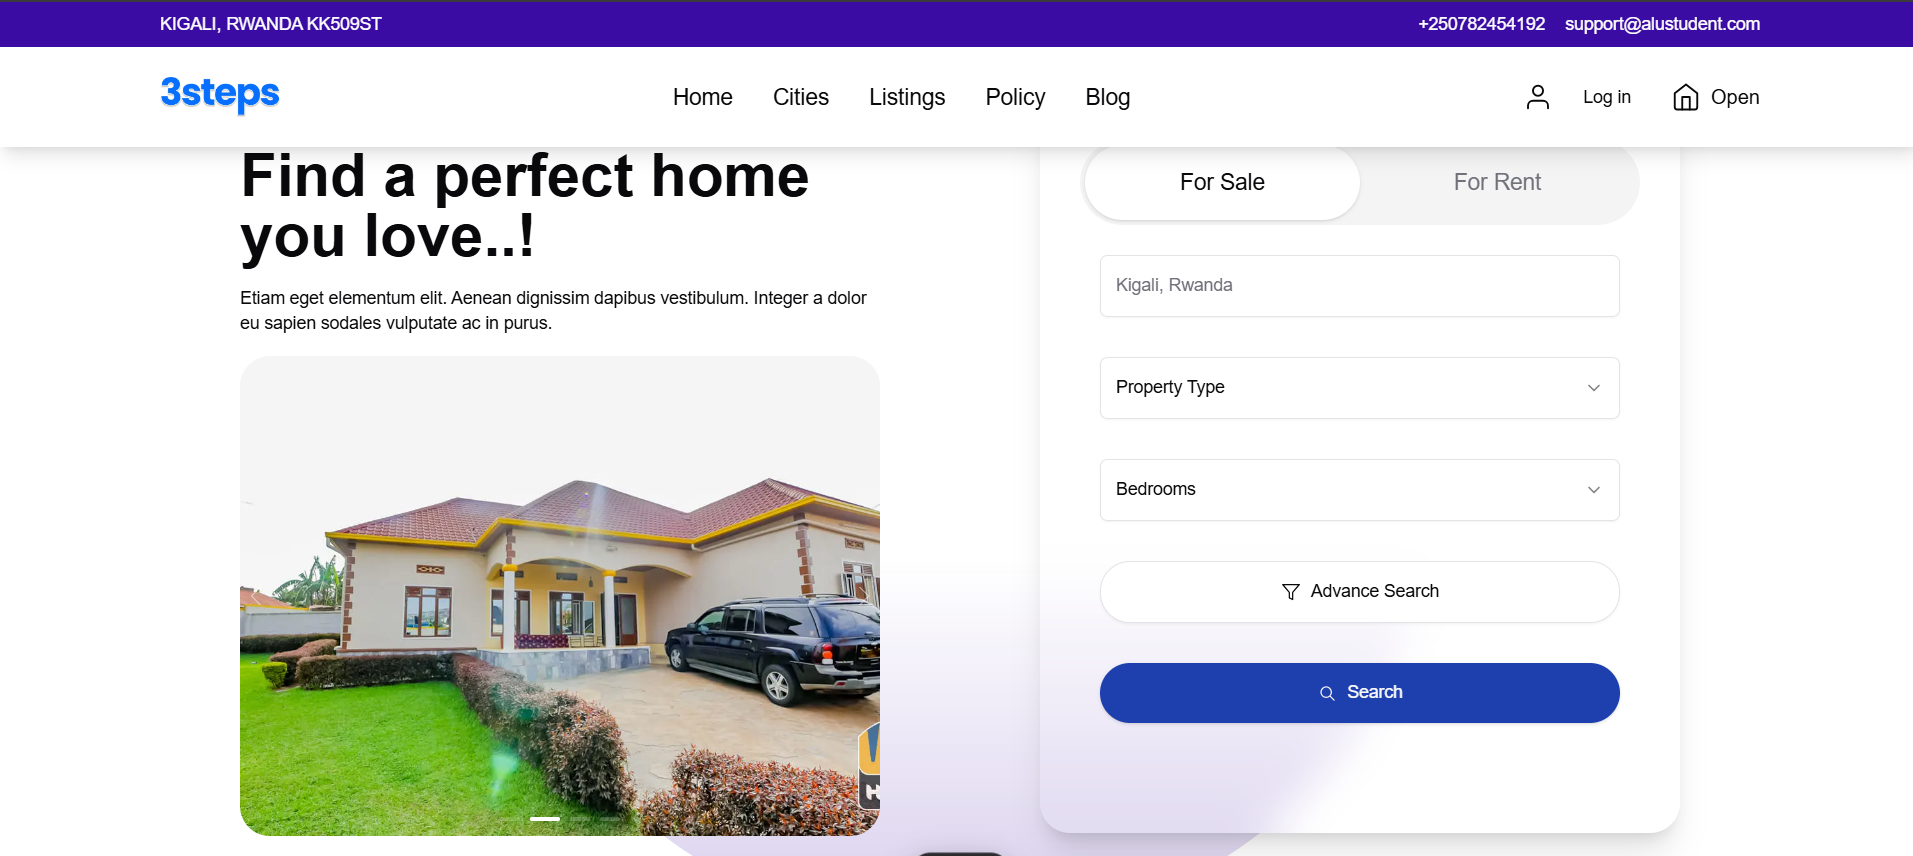 KIGALI, RWANDA KK509ST
+250782454192 support@alustudent.com
3steps
Home Cities Listings Policy Blog
Log in
Open
Find a perfect home
you love..!
Etiam eget elementum elit. Aenean dignissim dapibus vestibulum. Integer a dolor
eu sapien sodales vulputate ac in purus.
For Sale
For Rent
Kigali, Rwanda
Property Type
Bedrooms
Advance Search
Search